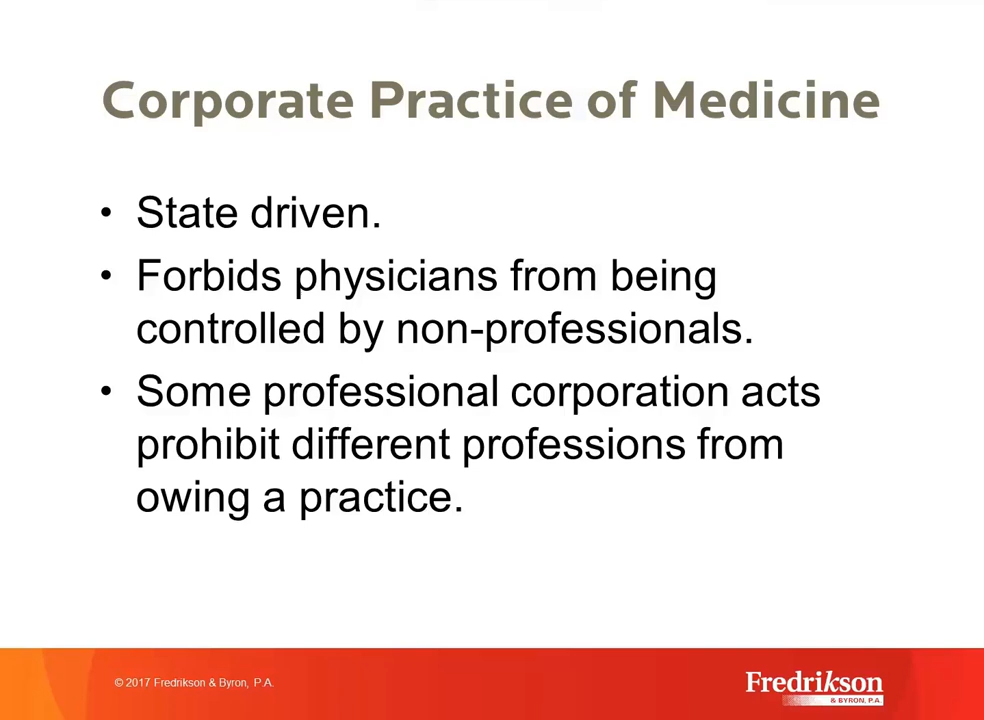 Corporate Practice of Medicine
• State driven.
• Forbids physicians from being
controlled by non-professionals.
• Some professional corporation acts
prohibit different professions from
owing a practice.
© 2017 Fredrikson & Byron, P.A.
Fredrikson
& BYRON, P.A.